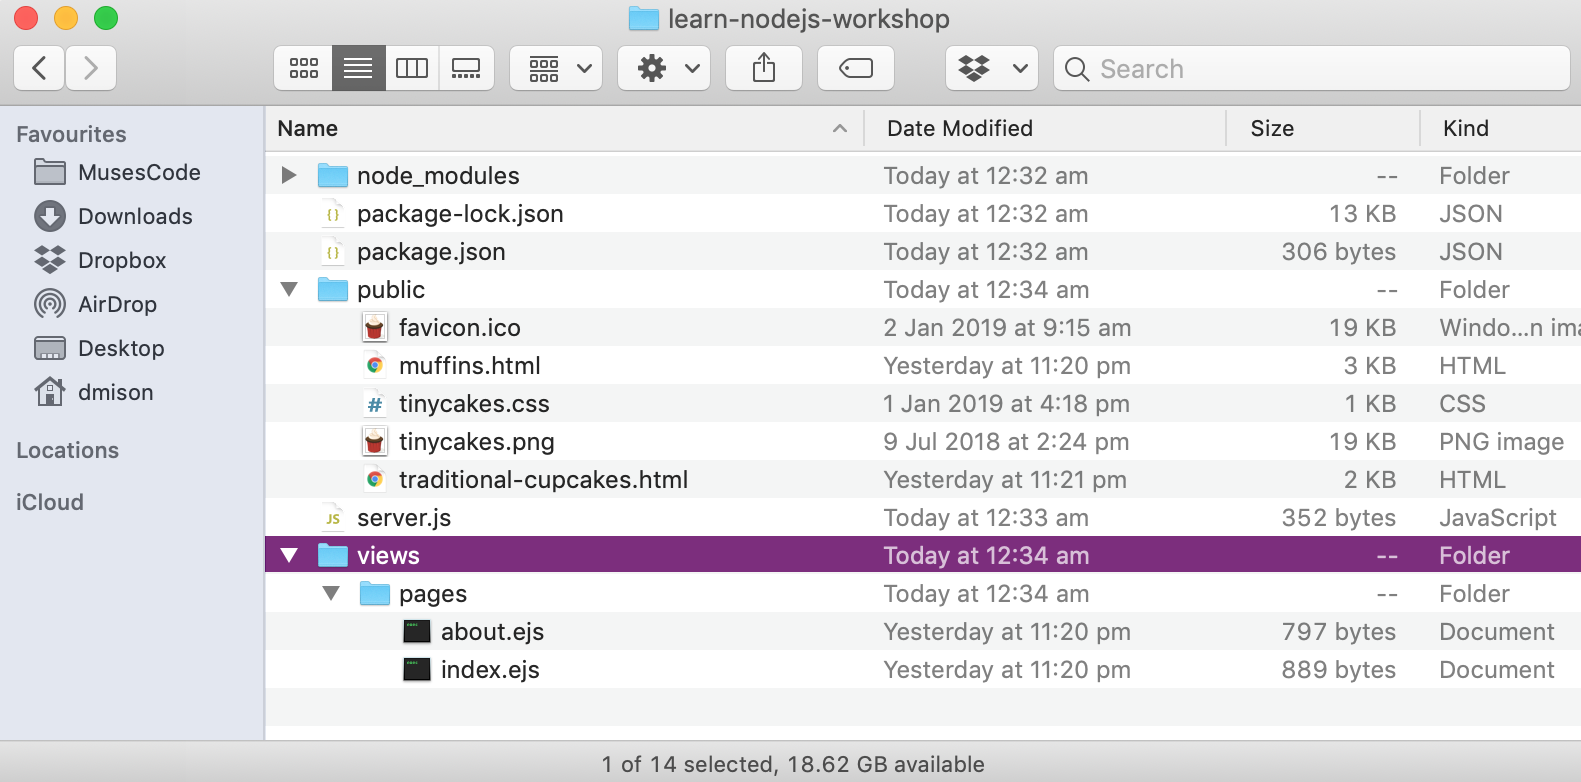 learn-nodejs-workshop
Search
Favourites
MusesCode
Downloads
Dropbox
AirDrop
Desktop
dmison
Locations
iCloud
Name Date Modified Size Kind
node_modules Today at 12:32 am -- Folder
package-lock.json Today at 12:32 am 13 KB JSON
package.json Today at 12:32 am 306 bytes JSON
public Today at 12:34 am -- Folder
favicon.ico 2 Jan 2019 at 9:15 am 19 KB Windo...n ima
muffins.html Yesterday at 11:20 pm 3 KB HTML
tinycakes.css 1 Jan 2019 at 4:18 pm 1 KB CSS
tinycakes.png 9 Jul 2018 at 2:24 pm 19 KB PNG image
traditional-cupcakes.html Yesterday at 11:21 pm 2 KB HTML
JS server.js Today at 12:33 am 352 bytes JavaScript
views Today at 12:34 am -- Folder
pages Today at 12:34 am -- Folder
about.ejs Yesterday at 11:20 pm 797 bytes Document
index.ejs Yesterday at 11:20 pm 889 bytes Document
1 of 14 selected, 18.62 GB available